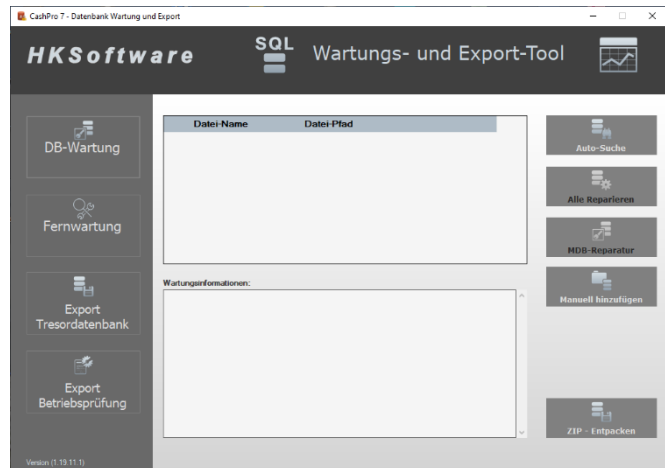 CashPro 7 - Datenbank Wartung und Export
HKSoftware
SQL
Wartungs- und Export-Tool
DB-Wartung
Fernwartung
Export
Tresordatenbank
Export
Betriebsprüfung
Version (1.19.11.1)
Datei-Name Datei-Pfad
Wartungsinformationen:
Auto-Suche
Alle Reparieren
MDB-Reparatur
Manuell hinzufügen
ZIP - Entpacken